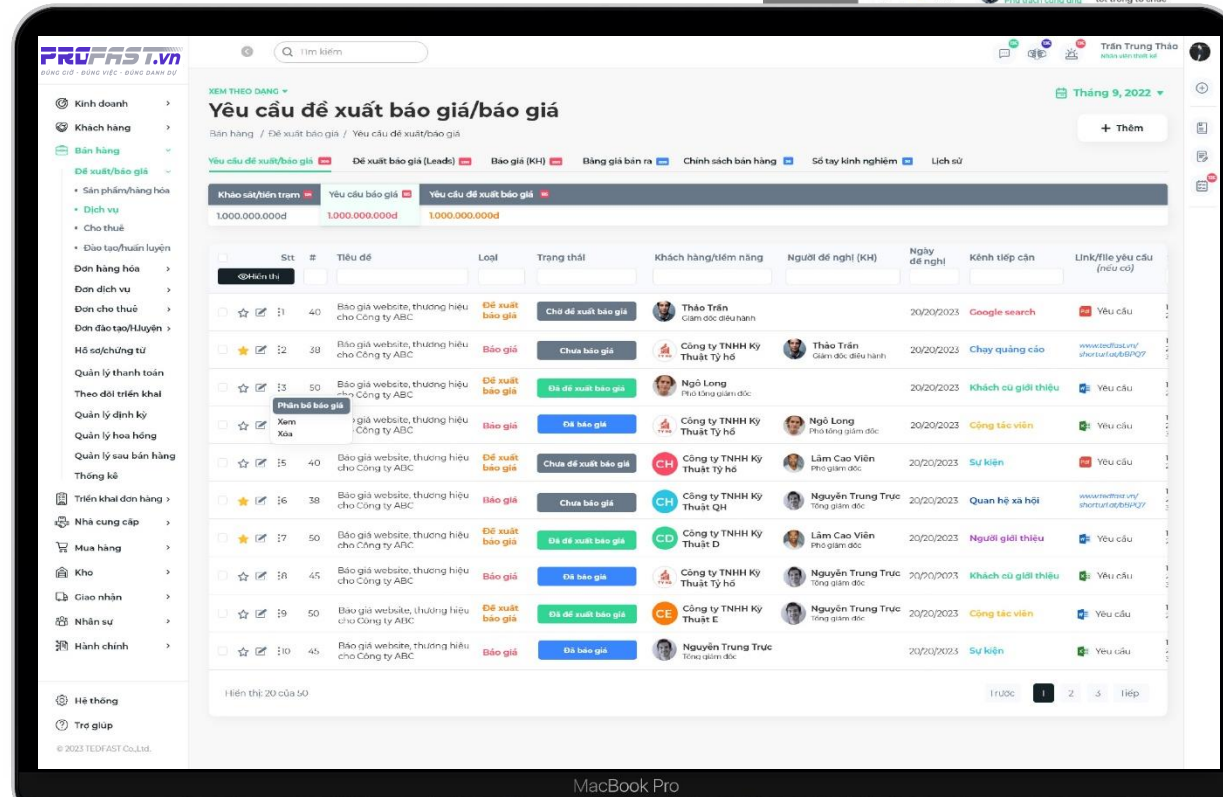 Phụ trách cung ứng
tốt trong tổ chức
PROFAST.vn
ĐÚNG GIỜ - ĐÚNG VIỆC - ĐÚNG DANH DỰ
Tìm kiếm
Trần Trung Thảo
Nhân viên thiết kế
Kinh doanh
Khách hàng
Bán hàng
Đề xuất/báo giá
Sản phẩm/hàng hóa
Dịch vụ
Cho thuê
Đào tạo/huấn luyện
Đơn hàng hóa
Đơn dịch vụ
Đơn cho thuê
Đơn đào tạo/H.luyện
Hồ sơ/chứng từ
Quản lý thanh toán
Theo dõi triển khai
Quản lý định kỳ
Quản lý hoa hồng
Quản lý sau bán hàng
Thống kê
Triển khai đơn hàng
Nhà cung cấp
Mua hàng
Kho
Giao nhận
Nhân sự
Hành chính
Hệ thống
Trợ giúp
© 2023 TEDFAST Co.,Ltd.
XEM THEO DẠNG
Yêu cầu đề xuất báo giá/báo giá
Bán hàng / Đề xuất báo giá / Yêu cầu đề xuất/báo giá
Tháng 9, 2022
+ Thêm
Yêu cầu đề xuất/báo giá Đề xuất báo giá (Leads) Báo giá (KH) Bảng giá bán ra Chính sách bán hàng Sổ tay kinh nghiệm Lịch sử
Khảo sát/tiền trạm Yêu cầu báo giá Yêu cầu đề xuất báo giá
1.000.000.000đ 1.000.000.000đ 1.000.000.000đ
Stt # Tiêu đề Loại Trạng thái Khách hàng/tiềm năng Người đề nghị (KH) Ngày đề nghị Kênh tiếp cận Link/file yêu cầu (nếu có)
Hiển thị
1 40 Báo giá website, thương hiệu cho Công ty ABC Đề xuất báo giá Chờ đề xuất báo giá Thảo Trần Giám đốc điều hành 20/20/2023 Google search Yêu cầu
2 38 Báo giá website, thương hiệu cho Công ty ABC Báo giá Chưa báo giá Công ty TNHH Kỹ Thuật Tỷ hổ Thảo Trần Giám đốc điều hành 20/20/2023 Chạy quảng cáo www.tedfast.vn/ shorturl.at/bBPQ7
3 50 Báo giá website, thương hiệu cho Công ty ABC Đề xuất báo giá Đã đề xuất báo giá Ngô Long Phó tổng giám đốc 20/20/2023 Khách cũ giới thiệu Yêu cầu
Phân bổ báo giá
Xem
Xóa
giá website, thương hiệu Công ty ABC Báo giá Đã báo giá Công ty TNHH Kỹ Thuật Tỷ hổ Ngô Long Phó tổng giám đốc 20/20/2023 Cộng tác viên Yêu cầu
5 40 Báo giá website, thương hiệu cho Công ty ABC Đề xuất báo giá Chưa đề xuất báo giá CH Công ty TNHH Kỹ Thuật Tỷ hổ Lâm Cao Viên Phó giám đốc 20/20/2023 Sự kiện Yêu cầu
6 38 Báo giá website, thương hiệu cho Công ty ABC Báo giá Chưa báo giá CH Công ty TNHH Kỹ Thuật QH Nguyễn Trung Trực Tổng giám đốc 20/20/2023 Quan hệ xã hội www.tedfast.vn/ shorturl.at/bBPQ7
7 50 Báo giá website, thương hiệu cho Công ty ABC Đề xuất báo giá Đã đề xuất báo giá CD Công ty TNHH Kỹ Thuật D Lâm Cao Viên Phó giám đốc 20/20/2023 Người giới thiệu Yêu cầu
8 45 Báo giá website, thương hiệu cho Công ty ABC Báo giá Đã báo giá Công ty TNHH Kỹ Thuật Tỷ hổ Nguyễn Trung Trực Tổng giám đốc 20/20/2023 Khách cũ giới thiệu Yêu cầu
9 50 Báo giá website, thương hiệu cho Công ty ABC Đề xuất báo giá Đã đề xuất báo giá CE Công ty TNHH Kỹ Thuật E Nguyễn Trung Trực Tổng giám đốc 20/20/2023 Cộng tác viên Yêu cầu
10 45 Báo giá website, thương hiệu cho Công ty ABC Báo giá Đã báo giá Nguyễn Trung Trực Tổng giám đốc 20/20/2023 Sự kiện Yêu cầu
Hiển thị: 20 của 50
Trước 1 2 3 Tiếp
MacBook Pro